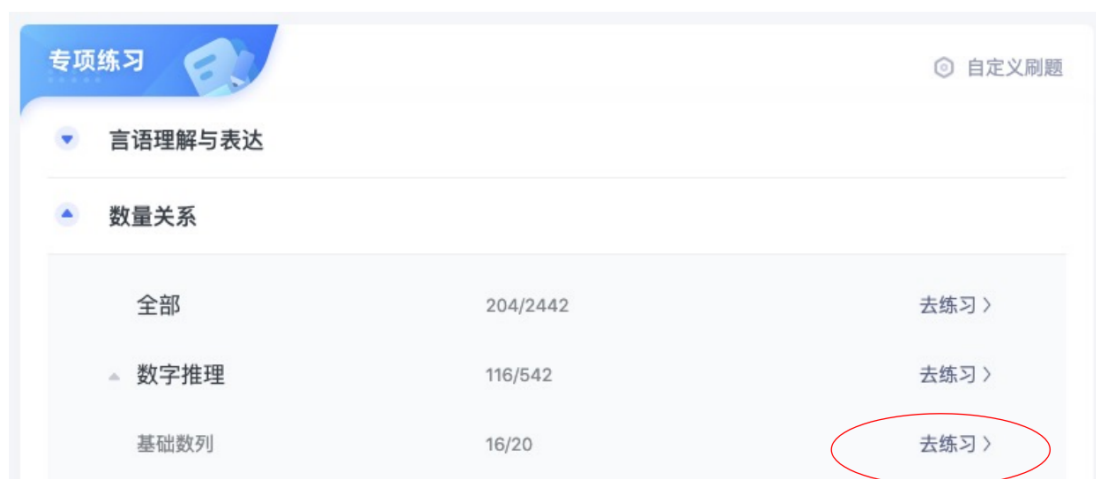 专项练习
自定义刷题
言语理解与表达
数量关系
全部 204/2442 去练习
数字推理 116/542 去练习
基础数列 16/20 去练习